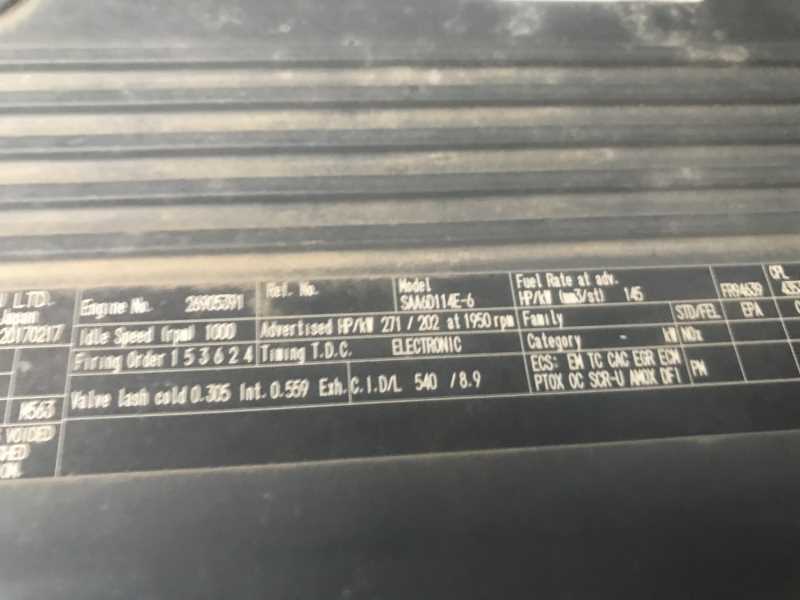 LTD.
Japan
20170217
M563
VOIDED
Engine No. 26905391
Idle Speed (rpm) 1000
Firing Order 1 5 3 6 2 4
Valve lash cold 0.305 Int. 0.559 Exh.
Ref. No.
Model
SAA6D114E-6
Advertised HP/kW 271 / 202 at 1950 rpm
Timing T.D.C. ELECTRONIC
C.I.D/L 540 / 8.9
Fuel Rate at adv.
HP/kW (mm3/st) 145
Family
Category - kW
ECS: EM TC CAC EGR ECM
PTOX OC SCR-U AMOX DFI
FR94639
CPL
STD/FEL EPA
NOx
PM